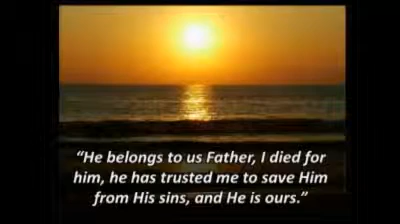 “He belongs to us Father, I died for
him, he has trusted me to save Him
from His sins, and He is ours.”